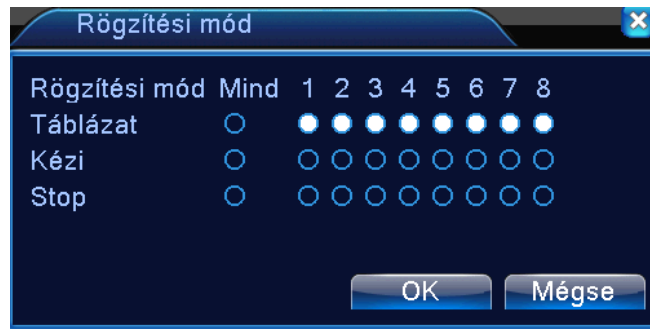 Rögzítési mód
Rögzítési mód Mind 1 2 3 4 5 6 7 8
Táblázat
Kézi
Stop
OK Mégse